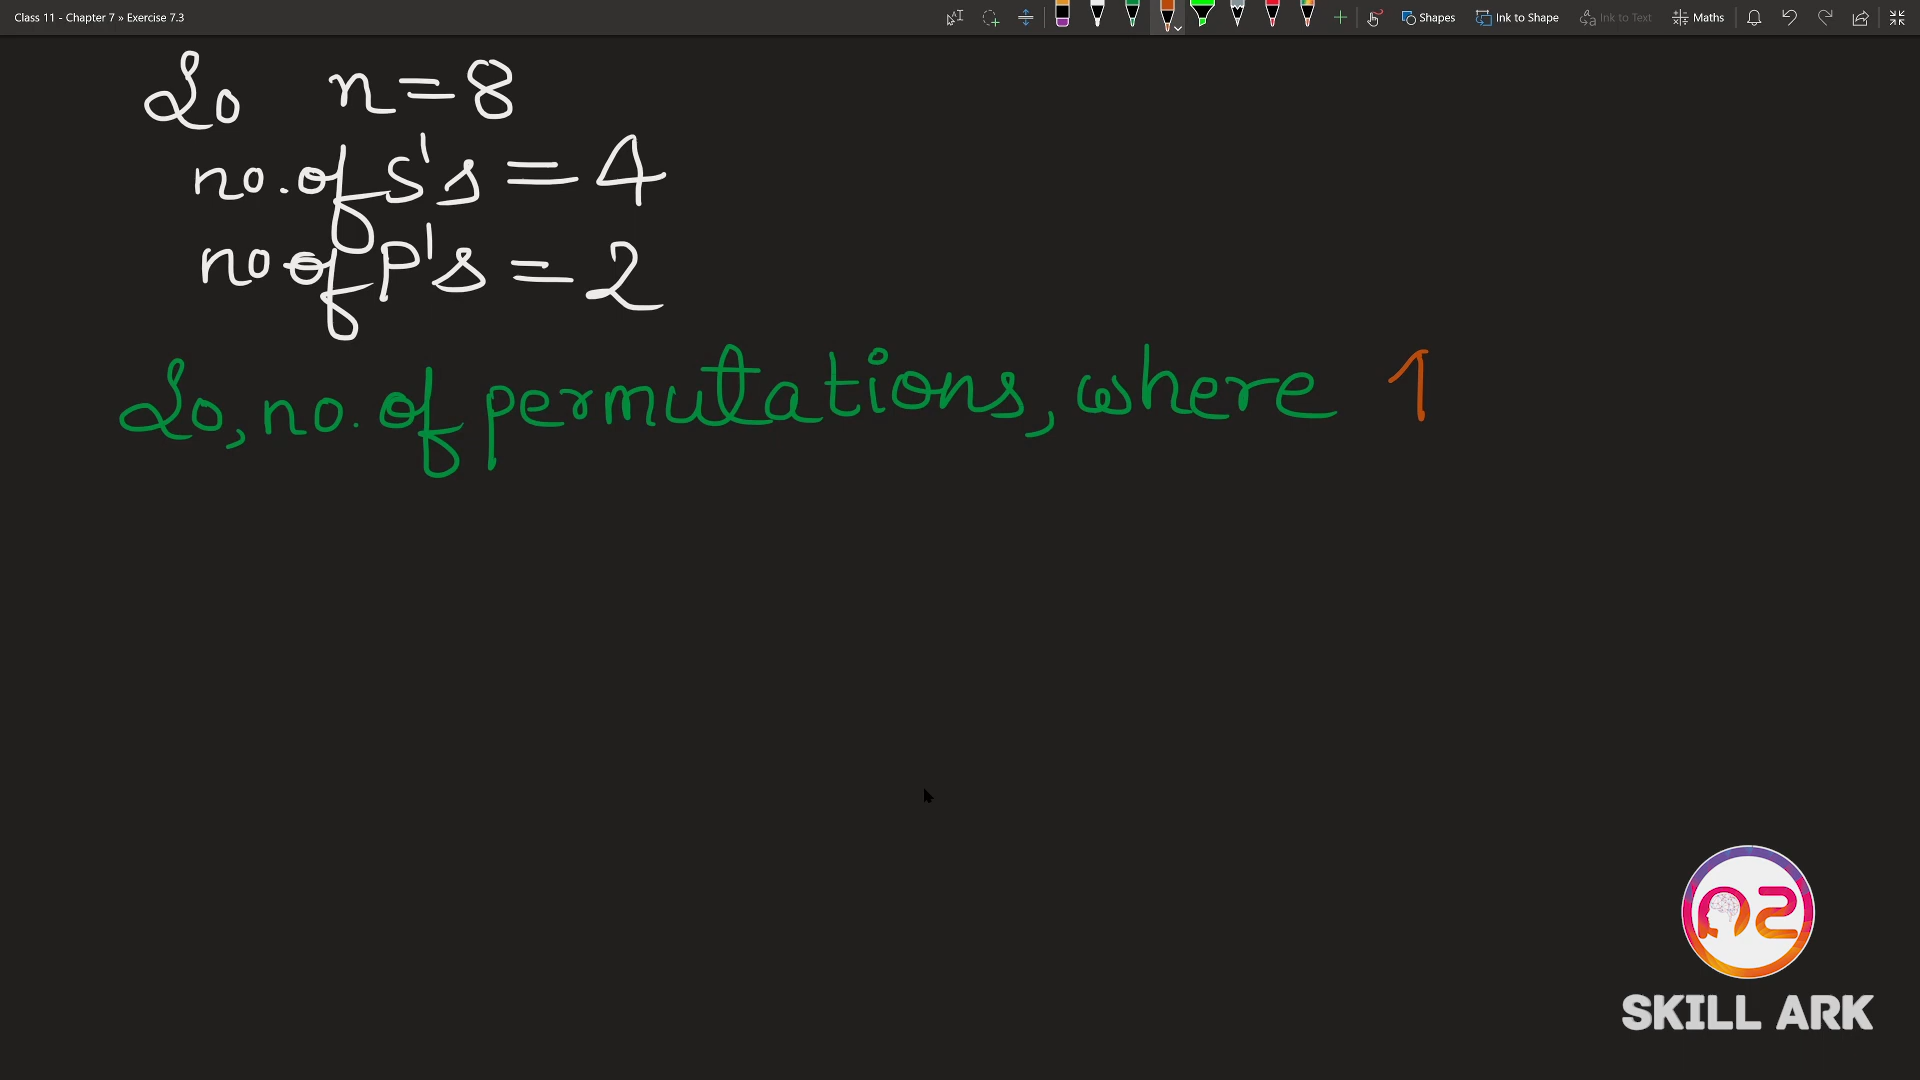 Class 11 - Chapter 7 » Exercise 7.3
Shapes Ink to Shape Ink to Text Maths
So n=8
no. of S's = 4
no of P's = 2
So, no. of permutations, where 1
SKILL ARK